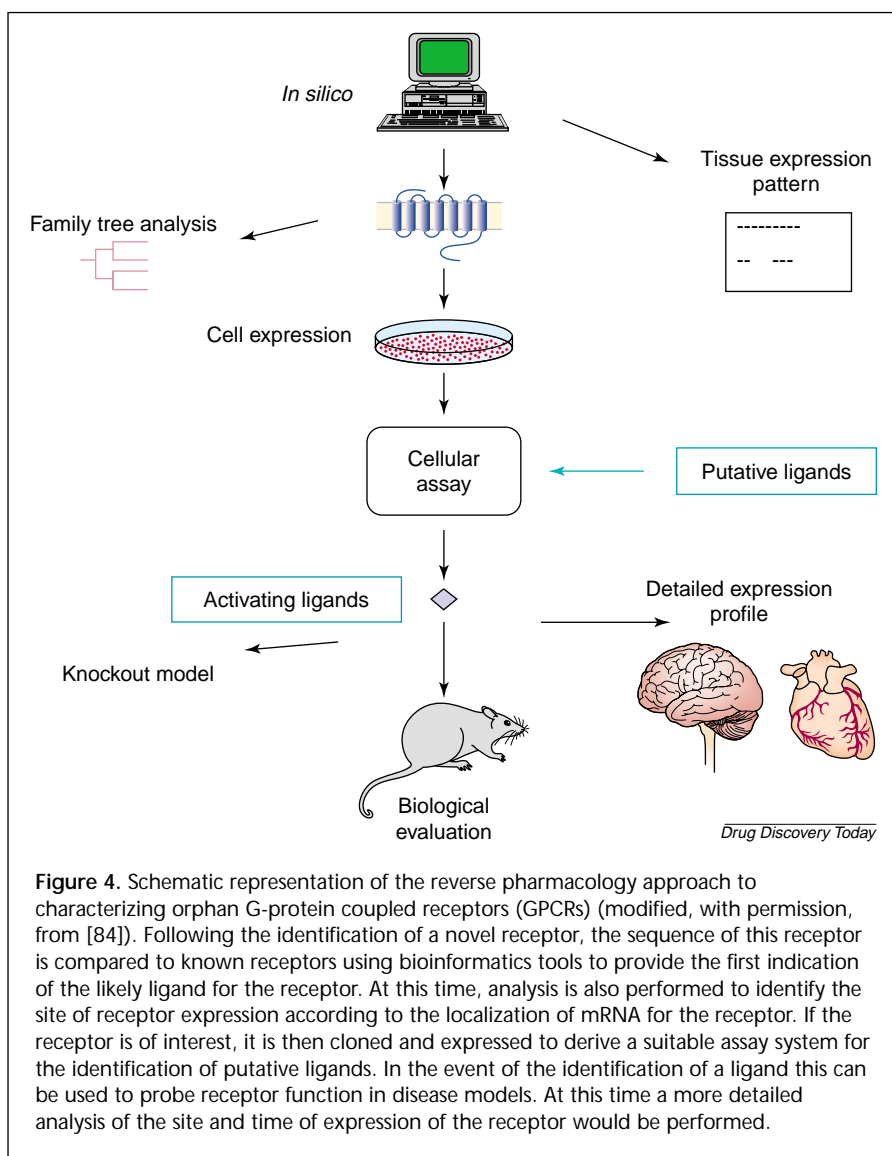 In silico
Tissue expression
pattern
Family tree analysis
Cell expression
Cellular
assay
Putative ligands
Activating ligands
Detailed expression
profile
Knockout model
Biological
evaluation
Drug Discovery Today
Figure 4. Schematic representation of the reverse pharmacology approach to
characterizing orphan G-protein coupled receptors (GPCRs) (modified, with permission,
from [84]). Following the identification of a novel receptor, the sequence of this receptor
is compared to known receptors using bioinformatics tools to provide the first indication
of the likely ligand for the receptor. At this time, analysis is also performed to identify the
site of receptor expression according to the localization of mRNA for the receptor. If the
receptor is of interest, it is then cloned and expressed to derive a suitable assay system for
the identification of putative ligands. In the event of the identification of a ligand this can
be used to probe receptor function in disease models. At this time a more detailed
analysis of the site and time of expression of the receptor would be performed.